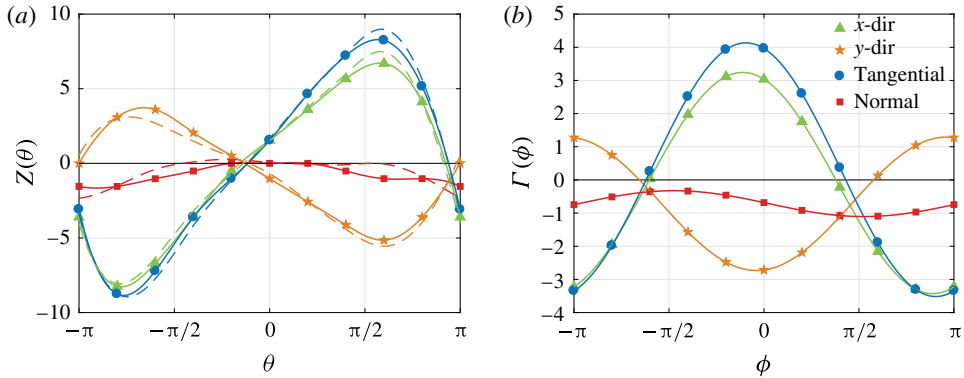 (a)
10
5
0
−5
−10
Z(θ)
−π
−π/2
0
π/2
π
θ
(b)
5
4
3
2
1
0
−1
−2
−3
−4
Γ(ϕ)
−π
−π/2
0
π/2
π
ϕ
x-dir
y-dir
Tangential
Normal